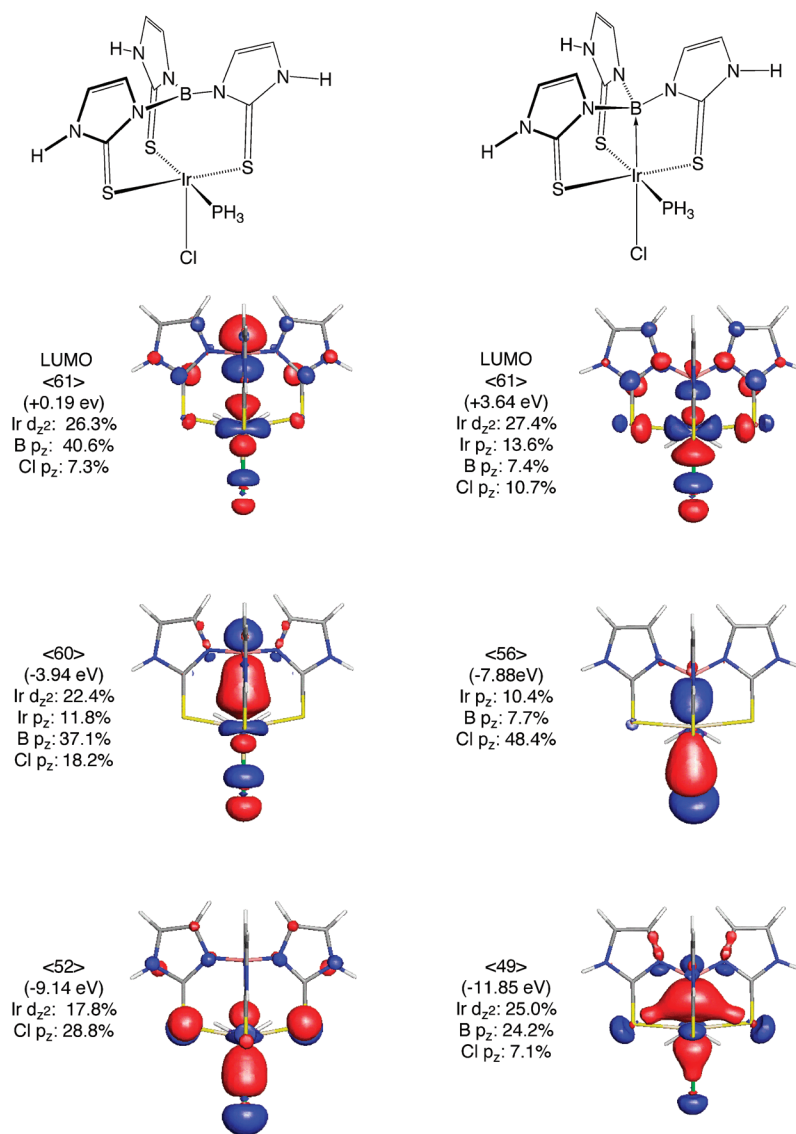 H
N
N
N
B
N
N
H
N
H
S
S
S
Ir
PH3
Cl
H
N
N
N
B
N
N
H
N
H
S
S
S
Ir
PH3
Cl
LUMO
<61>
(+0.19 ev)
Ir dz2: 26.3%
B pz: 40.6%
Cl pz: 7.3%
LUMO
<61>
(+3.64 eV)
Ir dz2: 27.4%
Ir pz: 13.6%
B pz: 7.4%
Cl pz: 10.7%
<60>
(-3.94 eV)
Ir dz2: 22.4%
Ir pz: 11.8%
B pz: 37.1%
Cl pz: 18.2%
<56>
(-7.88eV)
Ir pz: 10.4%
B pz: 7.7%
Cl pz: 48.4%
<52>
(-9.14 eV)
Ir dz2: 17.8%
Cl pz: 28.8%
<49>
(-11.85 eV)
Ir dz2: 25.0%
B pz: 24.2%
Cl pz: 7.1%